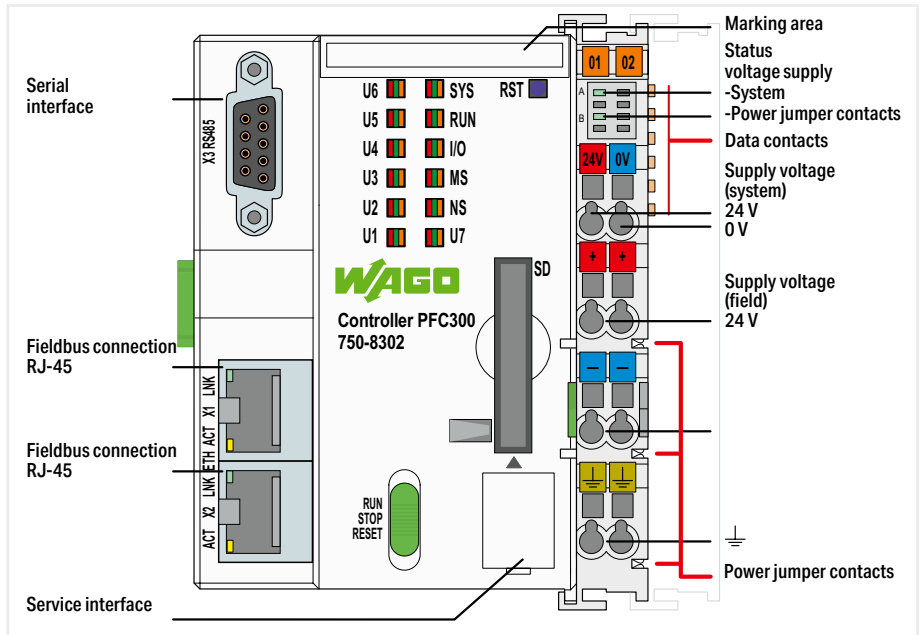 Marking area
Status
voltage supply
-System
-Power jumper contacts
Data contacts
Supply voltage
(system)
24 V
0 V
Supply voltage
(field)
24 V
Power jumper contacts
Serial
interface
Fieldbus connection
RJ-45
Fieldbus connection
RJ-45
Service interface
X3 RS485
U6 SYS RST
U5 RUN
U4 I/O
U3 MS
U2 NS
U1 U7
WAGO
SD
Controller PFC300
750-8302
ACT X1 LNK
ETH
ACT X2 LNK
RUN
STOP
RESET
01 02
A
B
24V 0V
+ +
— —